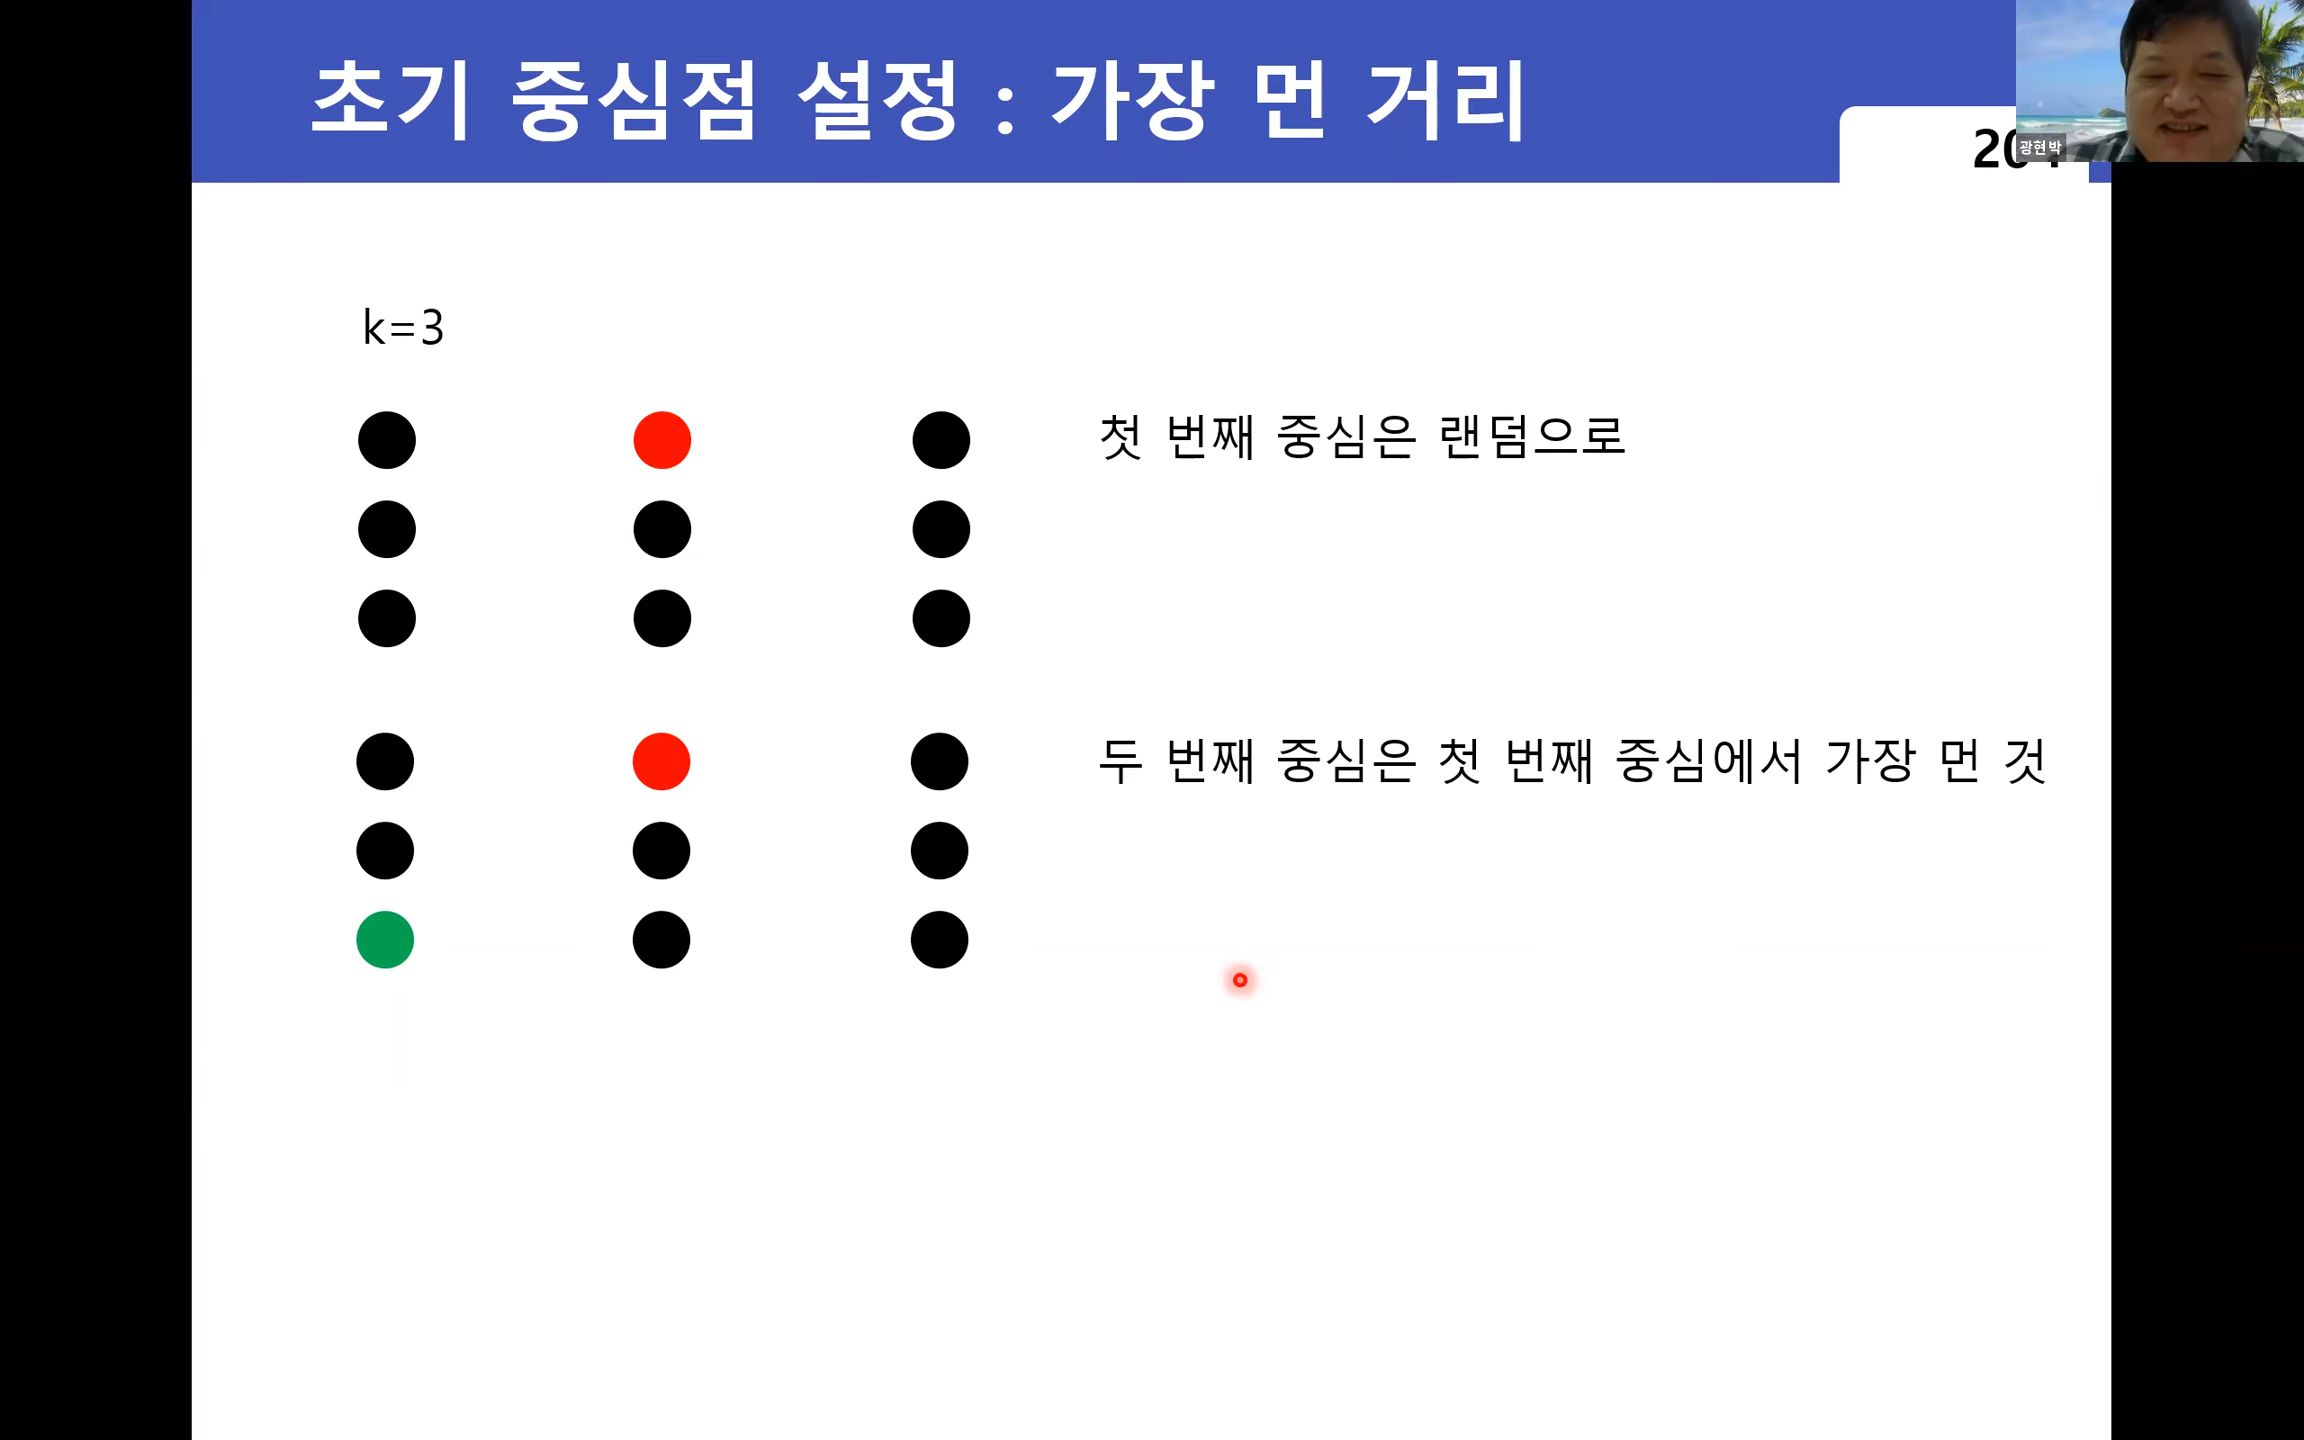 초기 중심점 설정 : 가장 먼 거리
광현박
k=3
첫 번째 중심은 랜덤으로
두 번째 중심은 첫 번째 중심에서 가장 먼 것